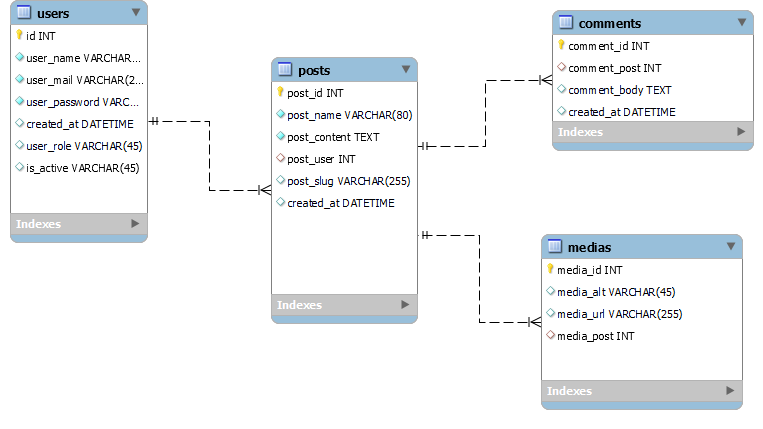 users
id INT
user_name VARCHAR...
user_mail VARCHAR(2...
user_password VARC...
created_at DATETIME
user_role VARCHAR(45)
is_active VARCHAR(45)
Indexes
posts
post_id INT
post_name VARCHAR(80)
post_content TEXT
post_user INT
post_slug VARCHAR(255)
created_at DATETIME
Indexes
comments
comment_id INT
comment_post INT
comment_body TEXT
created_at DATETIME
Indexes
medias
media_id INT
media_alt VARCHAR(45)
media_url VARCHAR(255)
media_post INT
Indexes